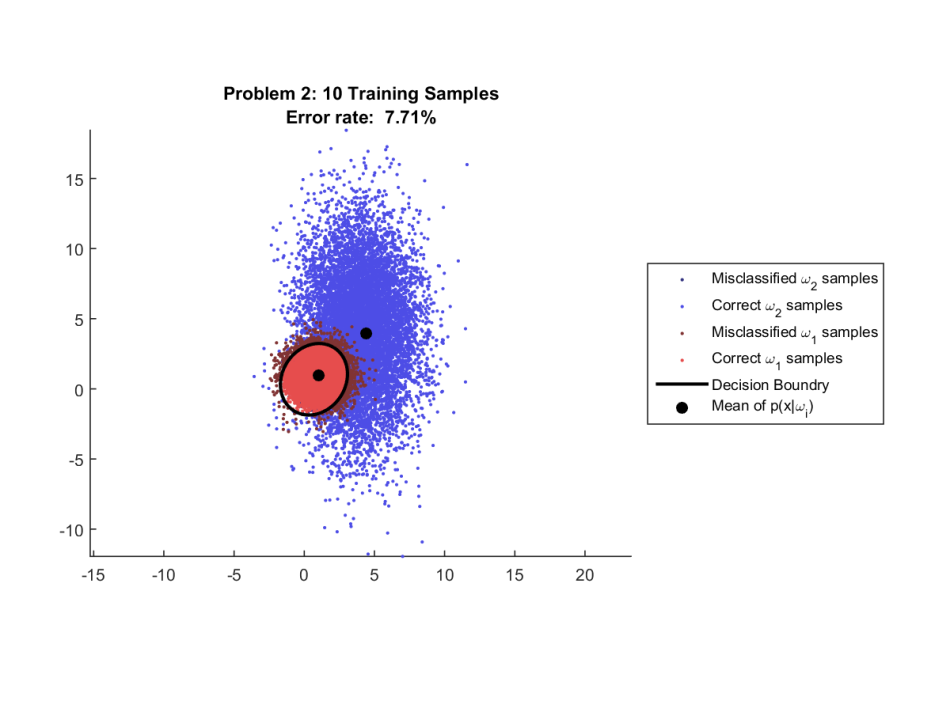 Problem 2: 10 Training Samples
Error rate: 7.71%
15
10
5
0
-5
-10
-15
-10
-5
0
5
10
15
20
Misclassified ω₂ samples
Correct ω₂ samples
Misclassified ω₁ samples
Correct ω₁ samples
Decision Boundry
Mean of p(x|ωᵢ)